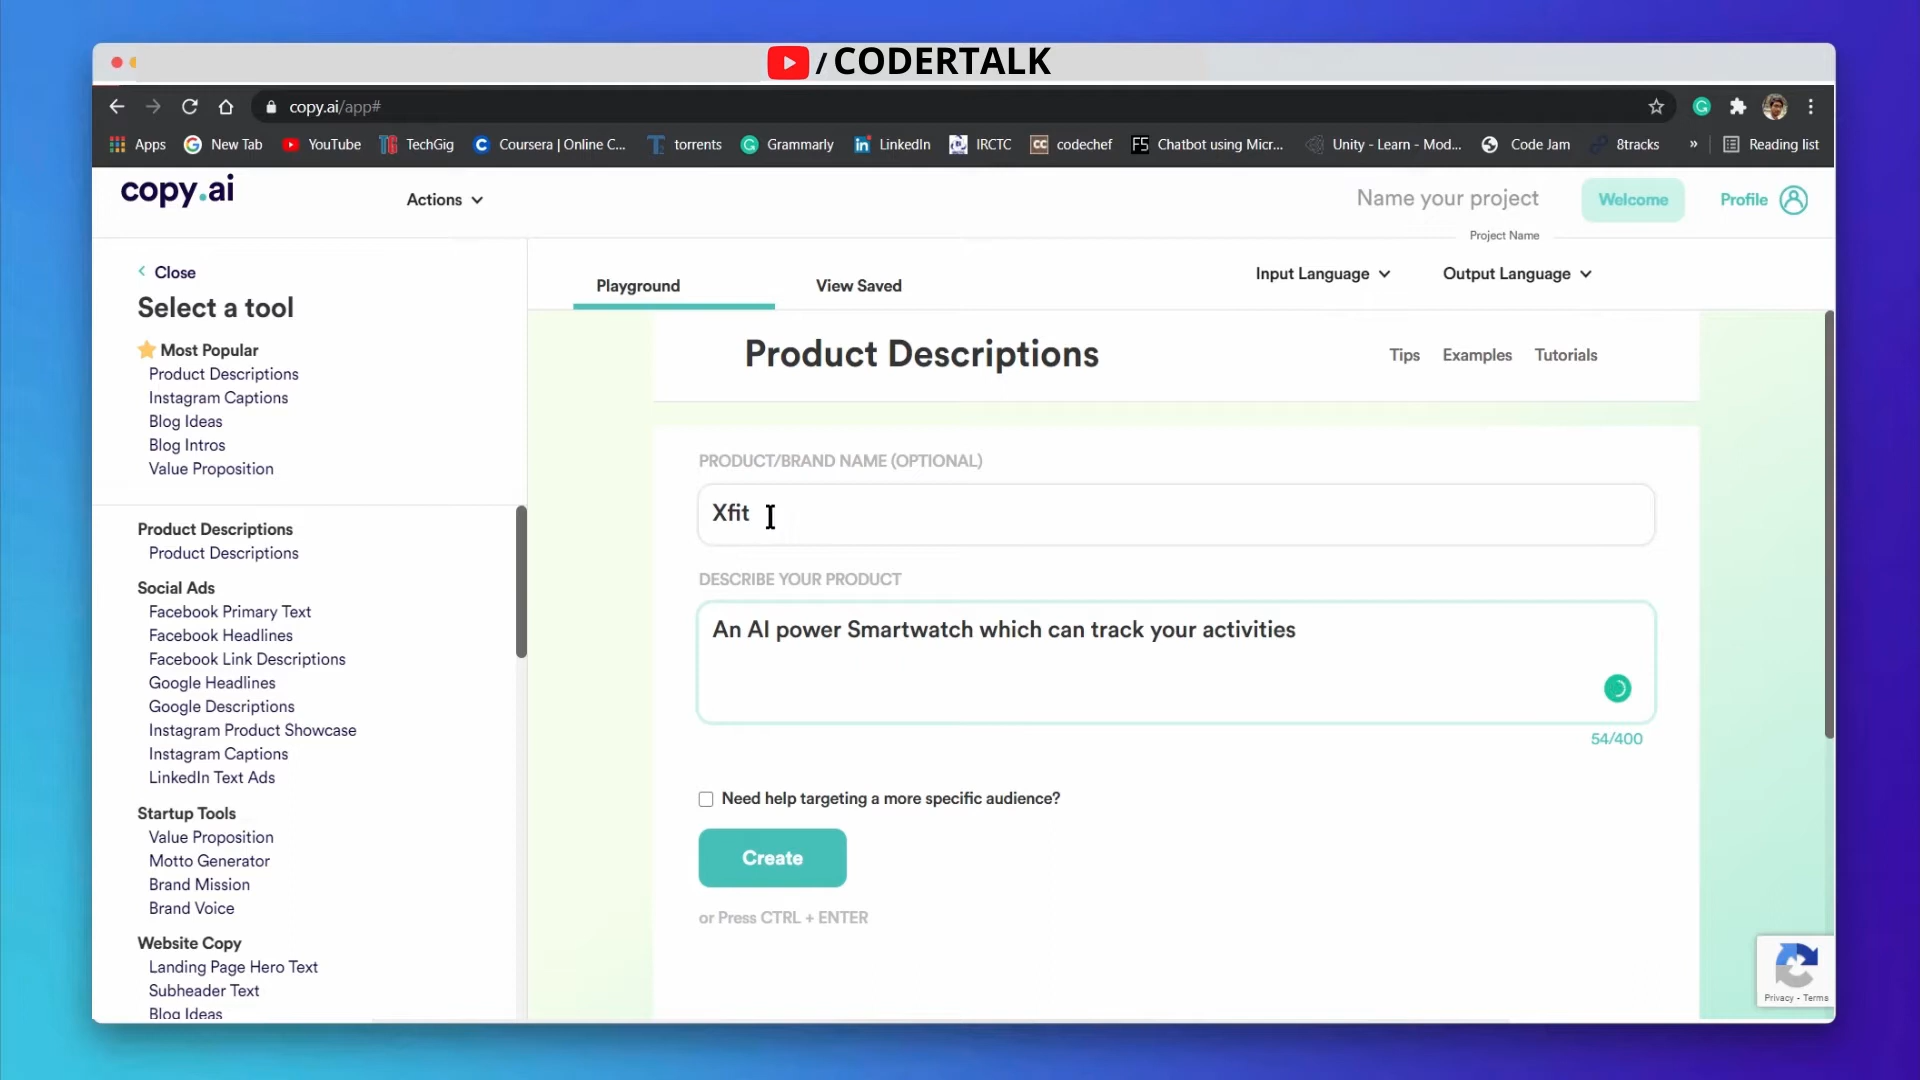 /CODERTALK
copy.ai/app#
Apps New Tab YouTube TechGig Coursera | Online C... torrents Grammarly LinkedIn IRCTC codechef Chatbot using Micr... Unity - Learn - Mod... Code Jam 8tracks » Reading list
copy.ai
Actions
Name your project
Welcome
Profile
Project Name
Close
Select a tool
Most Popular
Product Descriptions
Instagram Captions
Blog Ideas
Blog Intros
Value Proposition
Product Descriptions
Product Descriptions
Social Ads
Facebook Primary Text
Facebook Headlines
Facebook Link Descriptions
Google Headlines
Google Descriptions
Instagram Product Showcase
Instagram Captions
LinkedIn Text Ads
Startup Tools
Value Proposition
Motto Generator
Brand Mission
Brand Voice
Website Copy
Landing Page Hero Text
Subheader Text
Blog Ideas
Playground
View Saved
Input Language
Output Language
Product Descriptions
Tips Examples Tutorials
PRODUCT/BRAND NAME (OPTIONAL)
Xfit
DESCRIBE YOUR PRODUCT
An AI power Smartwatch which can track your activities
54/400
Need help targeting a more specific audience?
Create
or Press CTRL + ENTER
Privacy - Terms